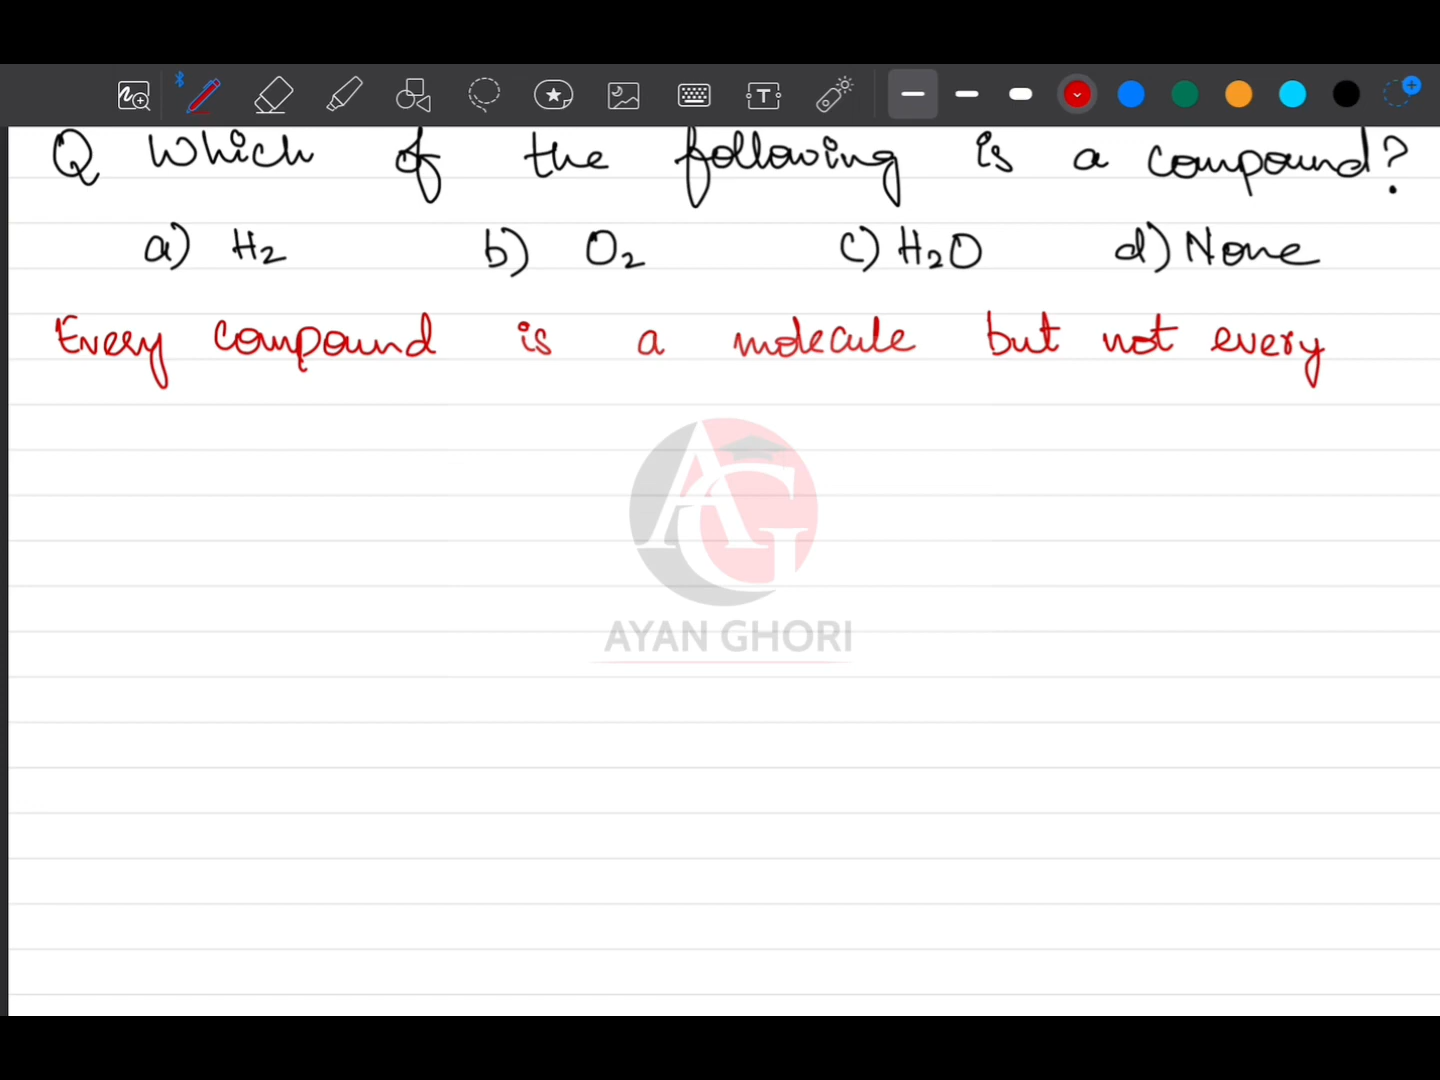 Q Which of the following is a compound?
a) H₂ b) O₂ c) H₂O d) None
Every compound is a molecule but not every
AG
AYAN GHORI